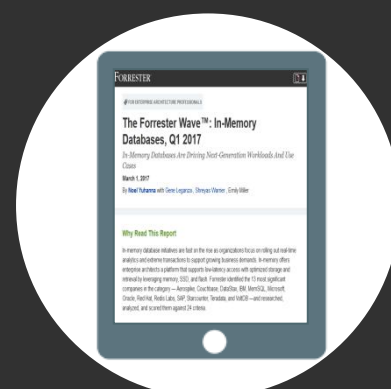 FORRESTER
FOR ENTERPRISE ARCHITECTURE PROFESSIONALS
The Forrester Wave™: In-Memory
Databases, Q1 2017
In-Memory Databases Are Driving Next-Generation Workloads And Use
Cases
March 1, 2017
By Noel Yuhanna with Gene Leganza, Shreyas Warrier, Emily Miller
Why Read This Report
In-memory database initiatives are fast on the rise as organizations focus on rolling out real-time
analytics and extreme transactions to support growing business demands. In-memory offers
enterprise architects a platform that supports low-latency access with optimized storage and
retrieval by leveraging memory, SSD, and flash. Forrester identified the 13 most significant
companies in the category — Aerospike, Couchbase, DataStax, IBM, MemSQL, Microsoft,
Oracle, Red Hat, Redis Labs, SAP, Starcounter, Teradata, and VoltDB — and researched,
analyzed, and scored them against 24 criteria.